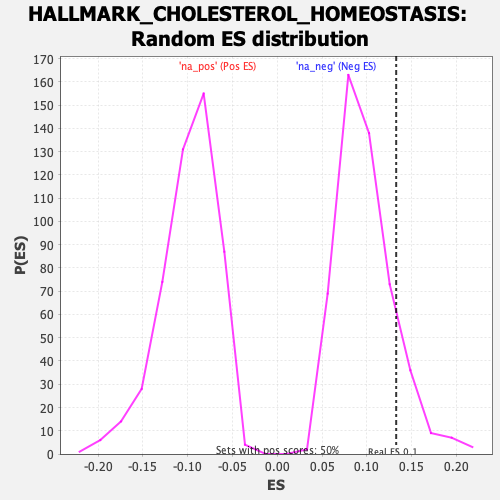 HALLMARK_CHOLESTEROL_HOMEOSTASIS:
Random ES distribution
'na_pos' (Pos ES) 'na_neg' (Neg ES)
170
160
150
140
130
120
110
100
90
80
70
60
50
40
30
20
10
0
P(ES)
Sets with pos scores: 50% Real ES 0.1
-0.20 -0.15 -0.10 -0.05 0.00 0.05 0.10 0.15 0.20
ES